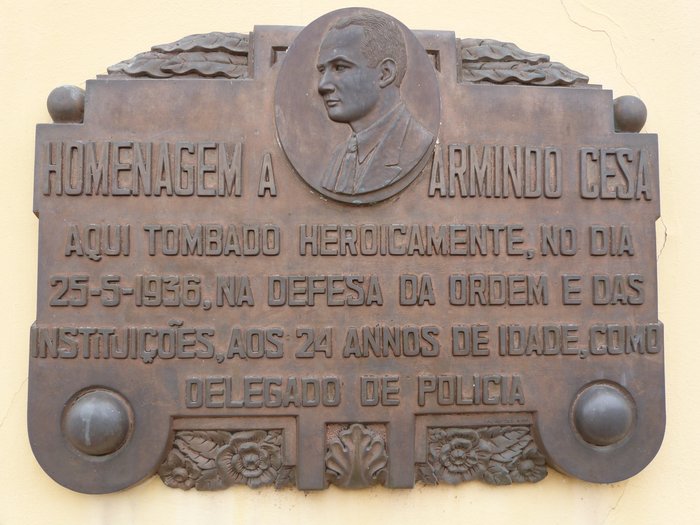 HOMENAGEM A ARMINDO CESA
AQUI TOMBADO HEROICAMENTE, NO DIA
25-5-1936, NA DEFESA DA ORDEM E DAS
INSTITUIÇÕES, AOS 24 ANNOS DE IDADE, COMO
DELEGADO DE POLICIA